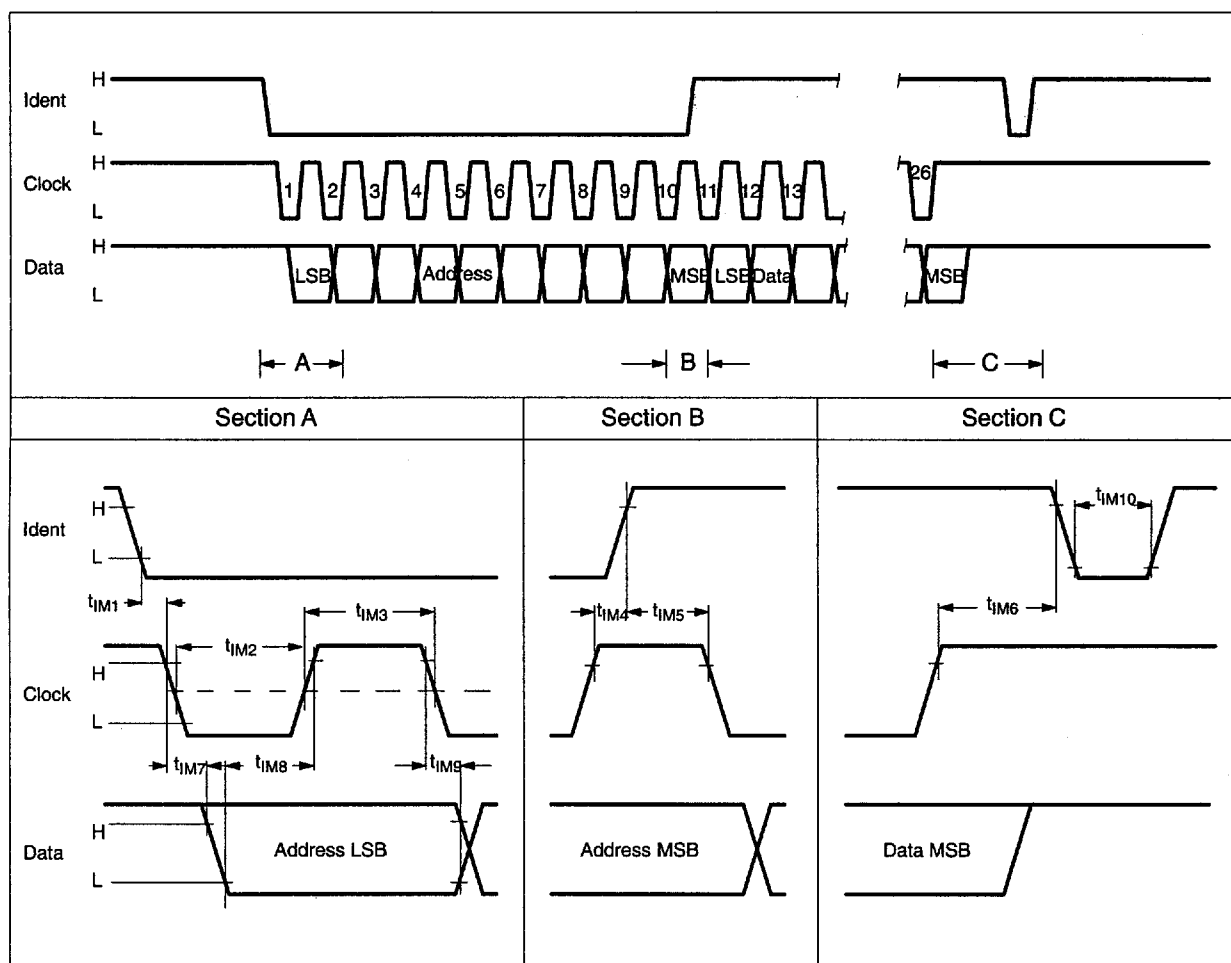 H
Ident
L
H
Clock
L
1 2 3 4 5 6 7 8 9 10 11 12 13 26
H
Data
L
LSB Address MSB LSB Data MSB
A B C
Section A Section B Section C
H
Ident
L
tIM1
tIM2
tIM3
H
Clock
L
tIM7 tIM8 tIM9
H
Data
L
Address LSB
tIM4 tIM5
Address MSB
tIM10
tIM6
Data MSB